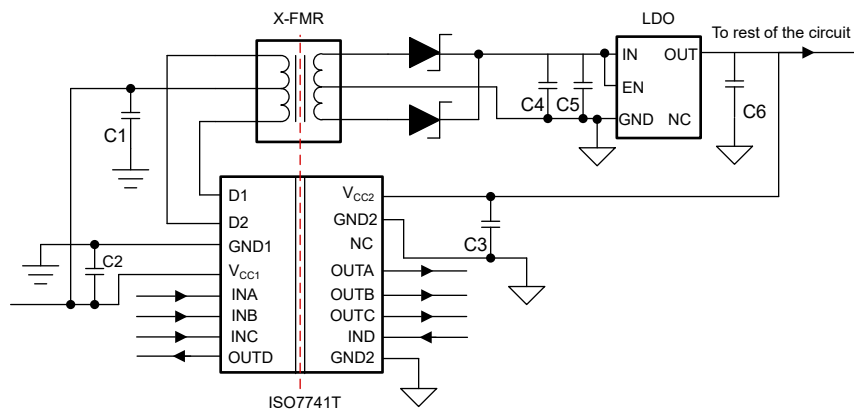 X-FMR
LDO
To rest of the circuit
IN
OUT
EN
GND
NC
C1
C4
C5
C6
D1
D2
GND1
VCC1
INA
INB
INC
OUTD
VCC2
GND2
NC
OUTA
OUTB
OUTC
IND
GND2
C2
C3
ISO7741T